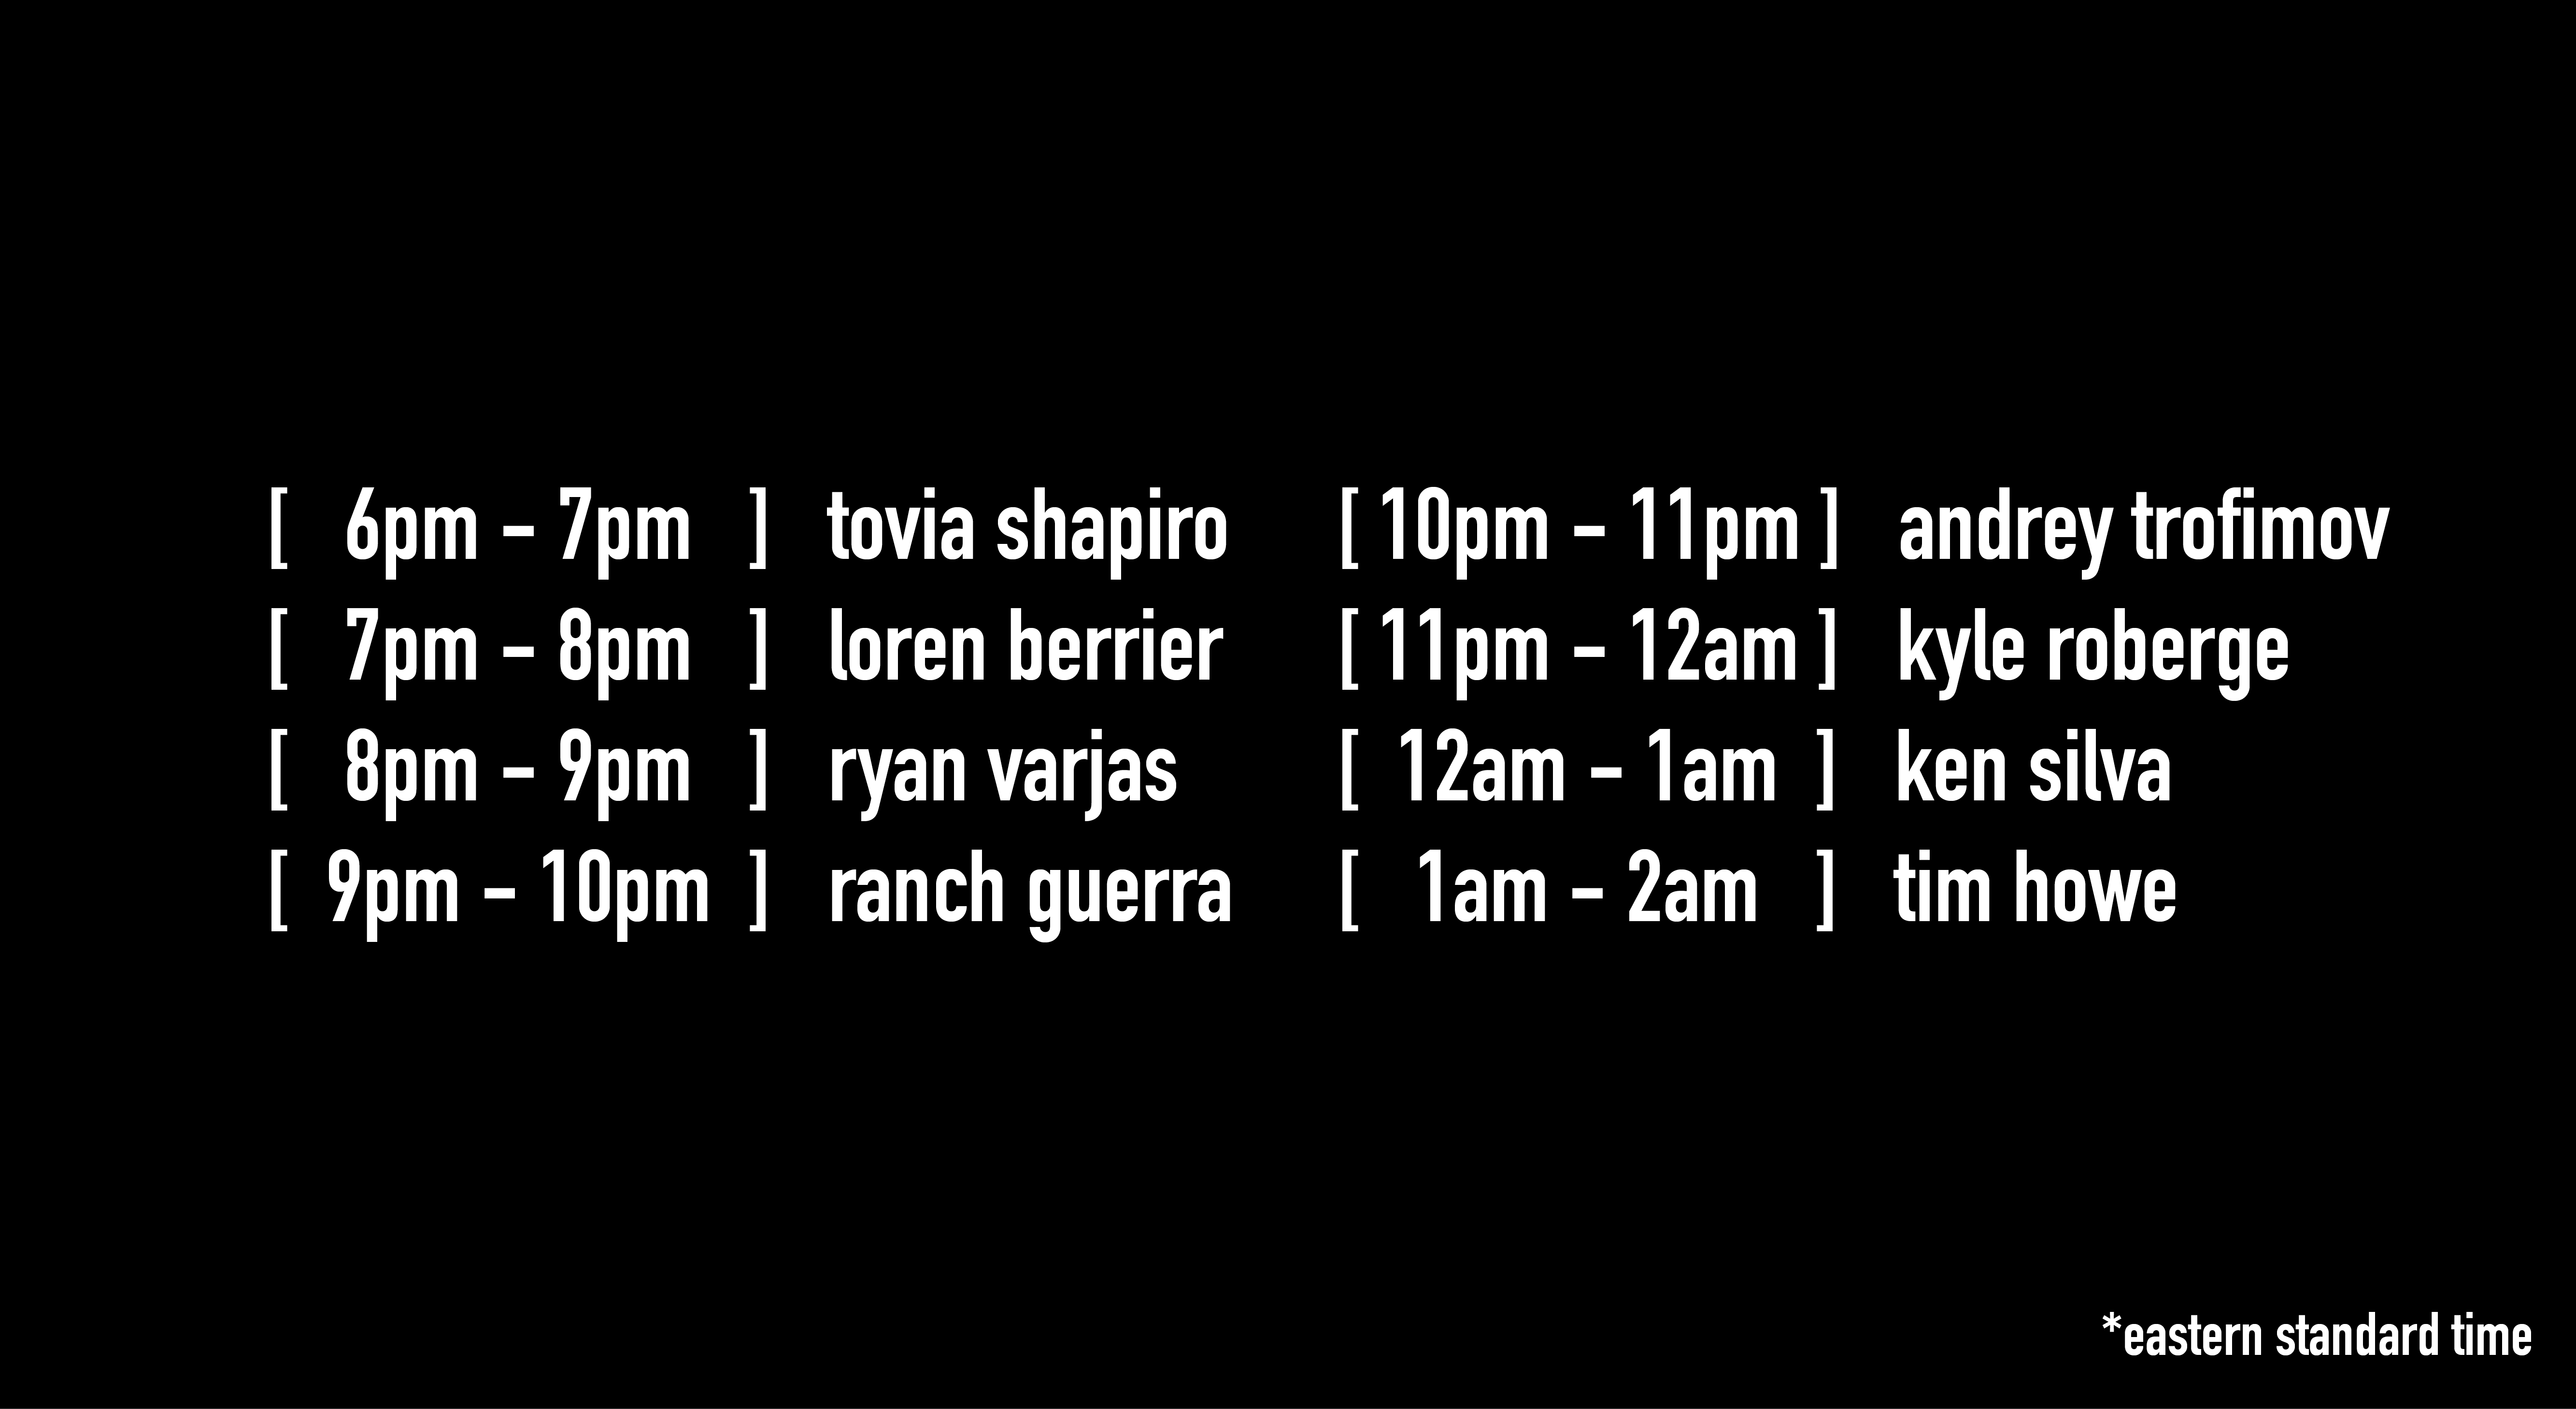 [ 6pm – 7pm ] tovia shapiro
[ 7pm – 8pm ] loren berrier
[ 8pm – 9pm ] ryan varjas
[ 9pm – 10pm ] ranch guerra
[ 10pm – 11pm ] andrey trofimov
[ 11pm – 12am ] kyle roberge
[ 12am – 1am ] ken silva
[ 1am – 2am ] tim howe
*eastern standard time